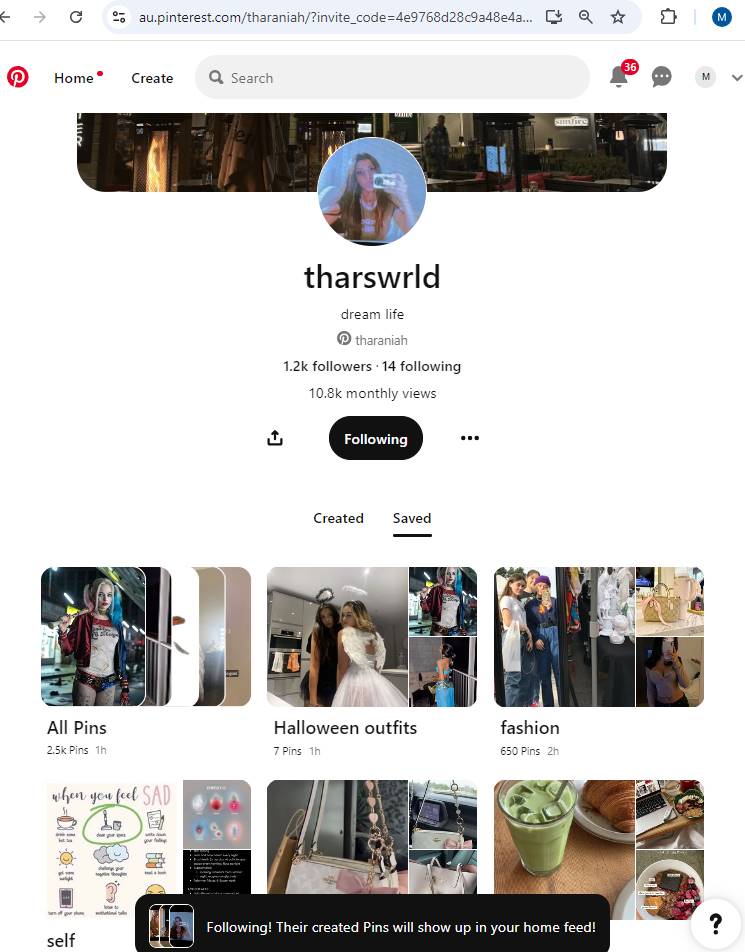 au.pinterest.com/tharaniah/?invite_code=4e9768d28c9a48e4a...
M
Home
Create
Search
36
M
sunfire
tharswrld
dream life
tharaniah
1.2k followers · 14 following
10.8k monthly views
Following
Created
Saved
All Pins
2.5k Pins 1h
Halloween outfits
7 Pins 1h
fashion
650 Pins 2h
when you feel SAD
drink some hot tea
clean your space
write down your feelings
get some sunlight
challenge your negative thoughts
read books
turn off your phone
listen to motivational talks
self
Following! Their created Pins will show up in your home feed!
?